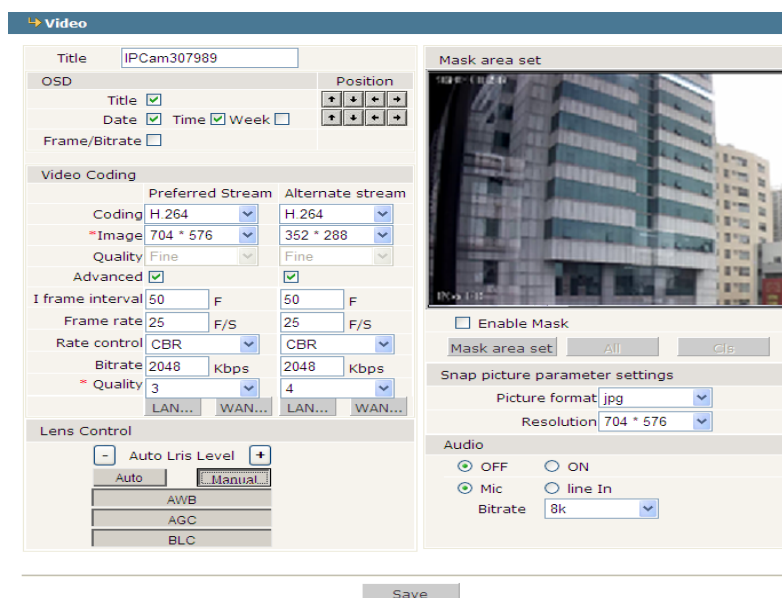 Video
Title IPCam307989
OSD Position
Title
Date Time Week
Frame/Bitrate
Video Coding
Preferred Stream Alternate stream
Coding H.264 H.264
*Image 704 * 576 352 * 288
Quality Fine Fine
Advanced
I frame interval 50 F 50 F
Frame rate 25 F/S 25 F/S
Rate control CBR CBR
Bitrate 2048 Kbps 2048 Kbps
* Quality 3 4
LAN... WAN... LAN... WAN...
Lens Control
- Auto Lris Level +
Auto Manual
AWB
AGC
BLC
Mask area set
Enable Mask
Mask area set All Cls
Snap picture parameter settings
Picture format jpg
Resolution 704 * 576
Audio
OFF ON
Mic line In
Bitrate 8k
Save